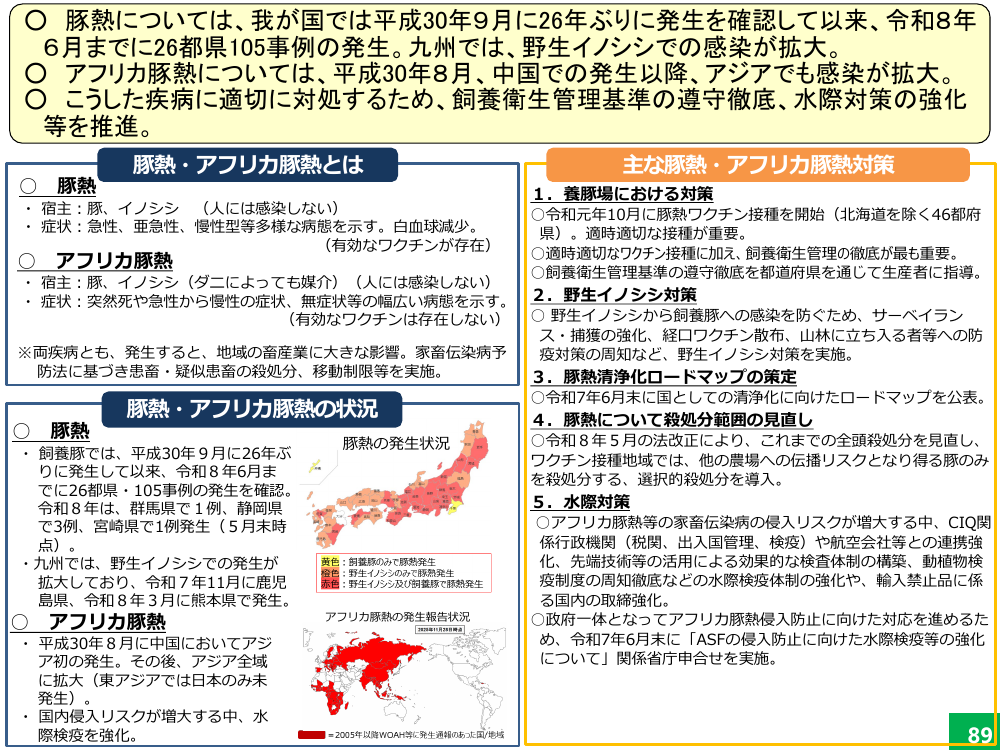 ○　豚熱については、我が国では平成30年９月に26年ぶりに発生を確認して以来、令和８年
６月までに26都県105事例の発生。九州では、野生イノシシでの感染が拡大。
○　アフリカ豚熱については、平成30年８月、中国での発生以降、アジアでも感染が拡大。
○　こうした疾病に適切に対処するため、飼養衛生管理基準の遵守徹底、水際対策の強化
等を推進。
豚熱・アフリカ豚熱とは
○　豚熱
・ 宿主：豚、イノシシ　（人には感染しない）
・ 症状：急性、亜急性、慢性型等多様な病態を示す。白血球減少。
（有効なワクチンが存在）
○　アフリカ豚熱
・ 宿主：豚、イノシシ（ダニによっても媒介）（人には感染しない）
・ 症状：突然死や急性から慢性の症状、無症状等の幅広い病態を示す。
（有効なワクチンは存在しない）
※両疾病とも、発生すると、地域の畜産業に大きな影響。家畜伝染病予
防法に基づき患畜・疑似患畜の殺処分、移動制限等を実施。
豚熱・アフリカ豚熱の状況
○　豚熱
・ 飼養豚では、平成30年９月に26年ぶ
りに発生して以来、令和８年6月ま
でに26都県・105事例の発生を確認。
令和８年は、群馬県で１例、静岡県
で3例、宮崎県で1例発生（５月末時
点）。
・九州では、野生イノシシでの発生が
拡大しており、令和７年11月に鹿児
島県、令和８年３月に熊本県で発生。
○　アフリカ豚熱
・ 平成30年８月に中国においてアジ
ア初の発生。その後、アジア全域
に拡大（東アジアでは日本のみ未
発生）。
・ 国内侵入リスクが増大する中、水
際検疫を強化。
豚熱の発生状況
黄色：飼養豚のみで豚熱発生
橙色：野生イノシシのみで豚熱発生
赤色：野生イノシシ及び飼養豚で豚熱発生
アフリカ豚熱の発生報告状況
2025年11月28日時点
＝2005年以降WOAH等に発生通報のあった国/地域
主な豚熱・アフリカ豚熱対策
１．養豚場における対策
○令和元年10月に豚熱ワクチン接種を開始（北海道を除く46都府
県）。適時適切な接種が重要。
○適時適切なワクチン接種に加え、飼養衛生管理の徹底が最も重要。
○飼養衛生管理基準の遵守徹底を都道府県を通じて生産者に指導。
２．野生イノシシ対策
○ 野生イノシシから飼養豚への感染を防ぐため、サーベイラン
ス・捕獲の強化、経口ワクチン散布、山林に立ち入る者等への防
疫対策の周知など、野生イノシシ対策を実施。
３．豚熱清浄化ロードマップの策定
○令和7年6月末に国としての清浄化に向けたロードマップを公表。
４．豚熱について殺処分範囲の見直し
○令和８年５月の法改正により、これまでの全頭殺処分を見直し、
ワクチン接種地域では、他の農場への伝播リスクとなり得る豚のみ
を殺処分する、選択的殺処分を導入。
５．水際対策
○アフリカ豚熱等の家畜伝染病の侵入リスクが増大する中、CIQ関
係行政機関（税関、出入国管理、検疫）や航空会社等との連携強
化、先端技術等の活用による効果的な検査体制の構築、動植物検
疫制度の周知徹底などの水際検疫体制の強化や、輸入禁止品に係
る国内の取締強化。
○政府一体となってアフリカ豚熱侵入防止に向けた対応を進めるた
め、令和7年6月末に「ASFの侵入防止に向けた水際検疫等の強化
について」関係省庁申合せを実施。
89